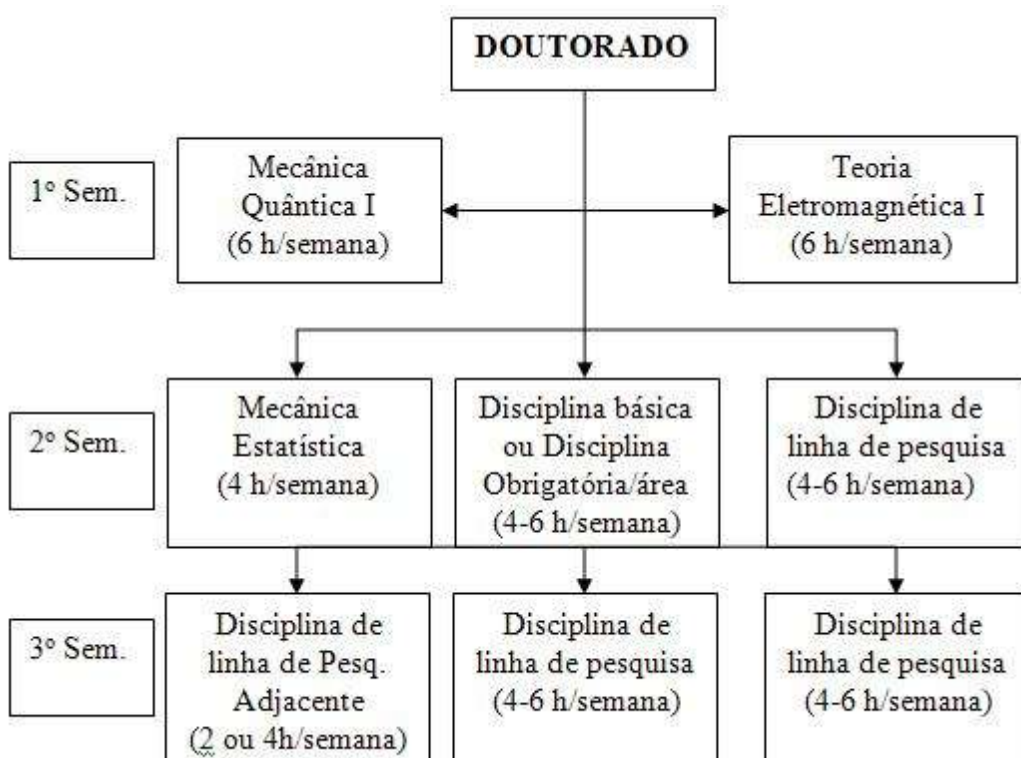 DOUTORADO
1º Sem.
Mecânica
Quântica I
(6 h/semana)
Teoria
Eletromagnética I
(6 h/semana)
2º Sem.
Mecânica
Estatística
(4 h/semana)
Disciplina básica
ou Disciplina
Obrigatória/área
(4-6 h/semana)
Disciplina de
linha de pesquisa
(4-6 h/semana)
3º Sem.
Disciplina de
linha de Pesq.
Adjacente
(2 ou 4h/semana)
Disciplina de
linha de pesquisa
(4-6 h/semana)
Disciplina de
linha de pesquisa
(4-6 h/semana)